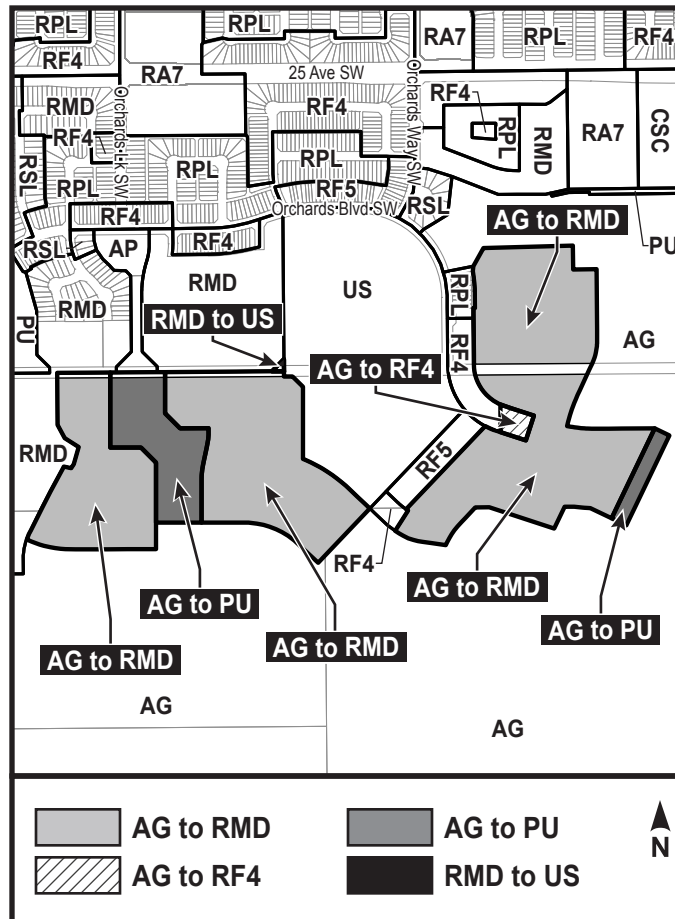 RPL
RPL
RA7
RPL
RF4
RF4
RA7
25 Ave SW
Orchards Way SW
RF4
RMD
Orchards Lk SW
RF4
RF4
RPL
RMD
RA7
CSC
RSL
RPL
RPL
RPL
RF5
RSL
Orchards Blvd SW
RF4
AG to RMD
RSL
AP
RF4
PU
RMD
US
RPL
RMD
PU
RMD to US
RF4
AG
AG to RF4
RMD
RF5
RF4
AG to RMD
AG to PU
AG to PU
AG to RMD
AG to RMD
AG
AG
AG to RMD
AG to PU
AG to RF4
RMD to US
N